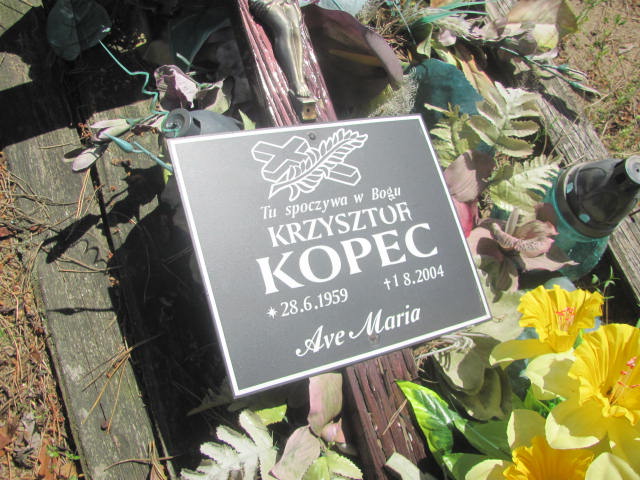 Tu spoczywa w Bogu
KRZYSZTOF
KOPEC
* 28.6.1959 †1 8.2004
Ave Maria